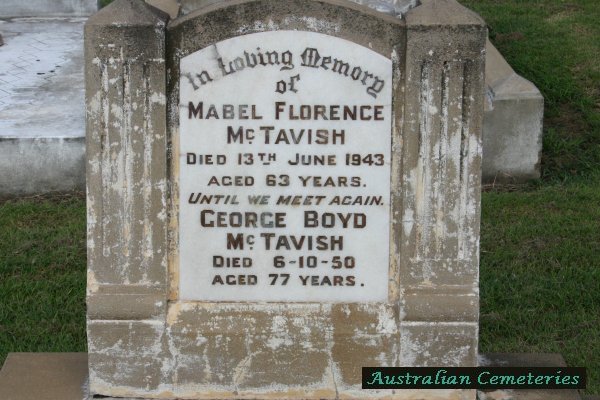 In Loving Memory
of
MABEL FLORENCE
McTAVISH
DIED 13TH JUNE 1943
AGED 63 YEARS.
UNTIL WE MEET AGAIN.
GEORGE BOYD
McTAVISH
DIED 6-10-50
AGED 77 YEARS.
Australian Cemeteries